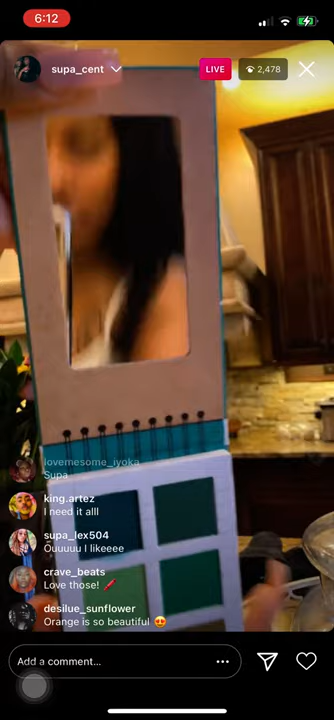 6:12
supa_cent
LIVE
2,478
lovemesome_iyoka
Supa
king.artez
I need it alll
supa_lex504
Ouuuuu I likeeee
crave_beats
Love those! 💄
desilue_sunflower
Orange is so beautiful 😍
Add a comment...